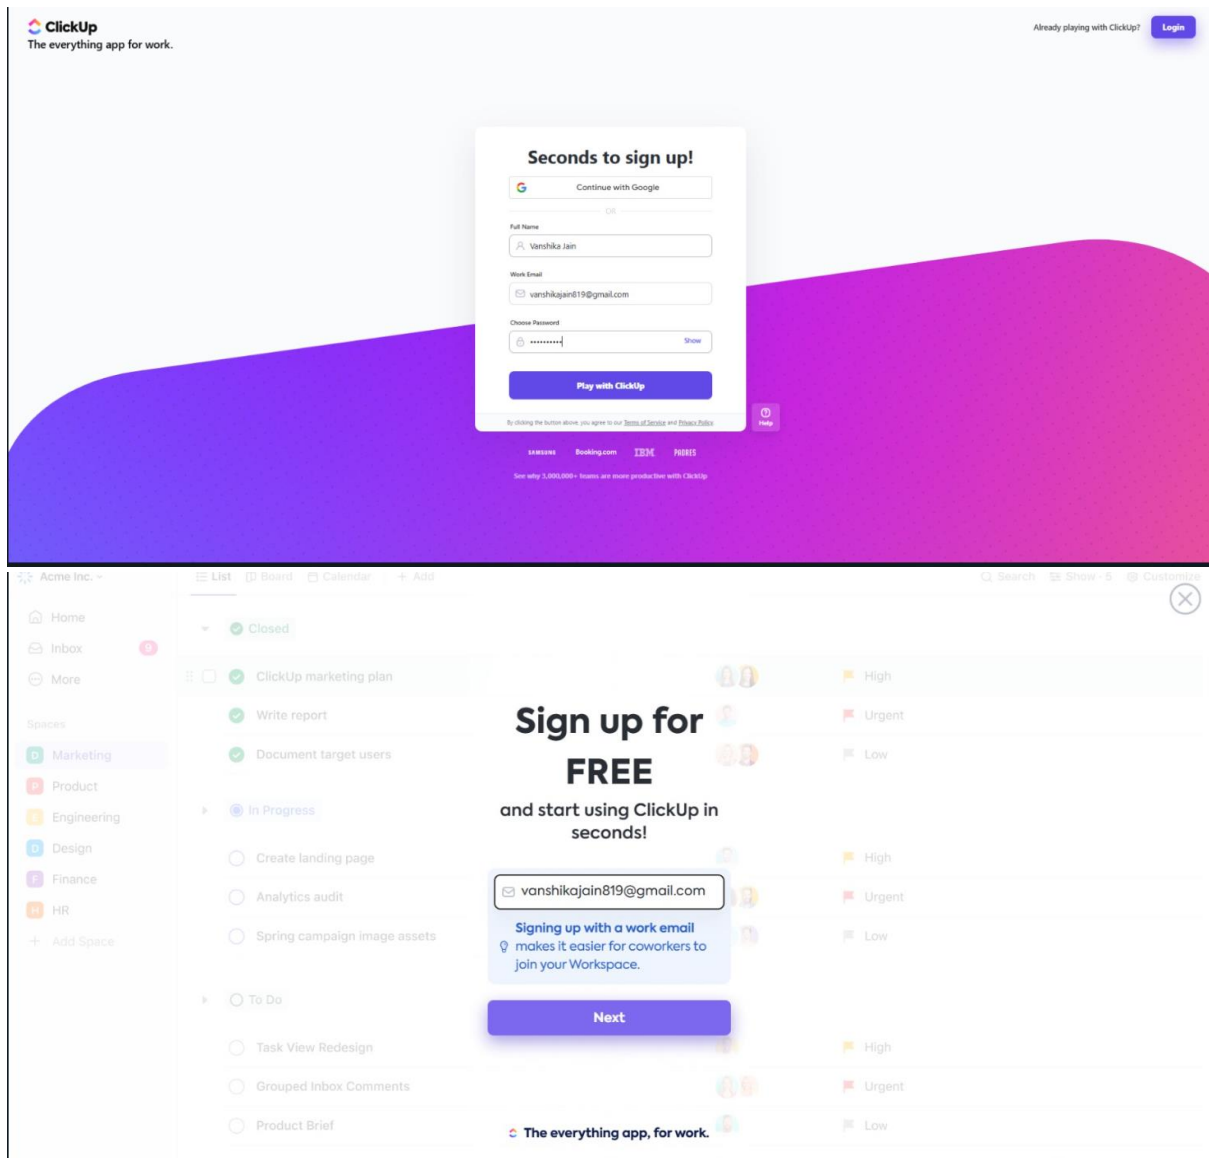 ClickUp
The everything app for work.
Already playing with ClickUp?
Login
Seconds to sign up!
Continue with Google
OR
Full Name
Vanshika Jain
Work Email
vanshikajain819@gmail.com
Choose Password
Show
Play with ClickUp
By clicking the button above, you agree to our Terms of Service and Privacy Policy.
Help
SAMSUNG Booking.com IBM PADRES
See why 3,000,000+ teams are more productive with ClickUp
Acme Inc.
List Board Calendar + Add
Search Show · 5 Customize
Home
Inbox 9
More
Spaces
D Marketing
P Product
E Engineering
D Design
F Finance
H HR
+ Add Space
Closed
ClickUp marketing plan High
Write report Urgent
Document target users Low
In Progress
Create landing page High
Analytics audit Urgent
Spring campaign image assets Low
To Do
Task View Redesign High
Grouped Inbox Comments Urgent
Product Brief Low
Sign up for
FREE
and start using ClickUp in
seconds!
vanshikajain819@gmail.com
Signing up with a work email
makes it easier for coworkers to
join your Workspace.
Next
The everything app, for work.